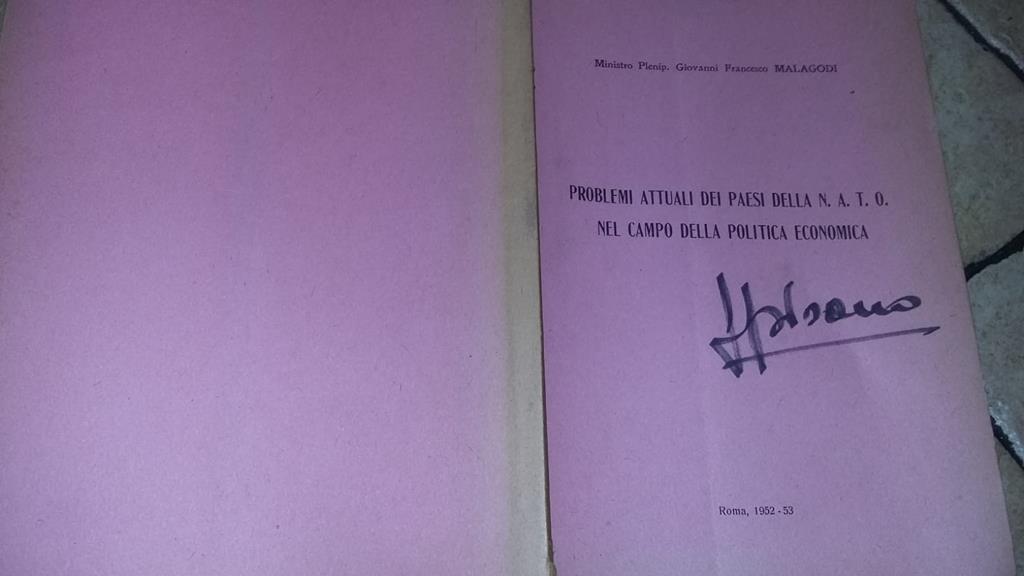 Ministro Plenip. Giovanni Francesco MALAGODI
PROBLEMI ATTUALI DEI PAESI DELLA N. A. T. O.
NEL CAMPO DELLA POLITICA ECONOMICA
Roma, 1952 - 53